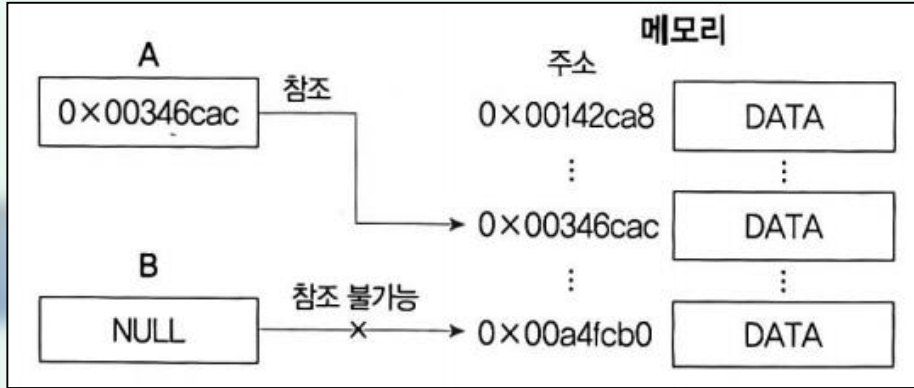 메모리
A
주소
0×00346cac
참조
0×00142ca8
DATA
⋮
⋮
0×00346cac
DATA
B
⋮
⋮
NULL
참조 불가능
×
0×00a4fcb0
DATA